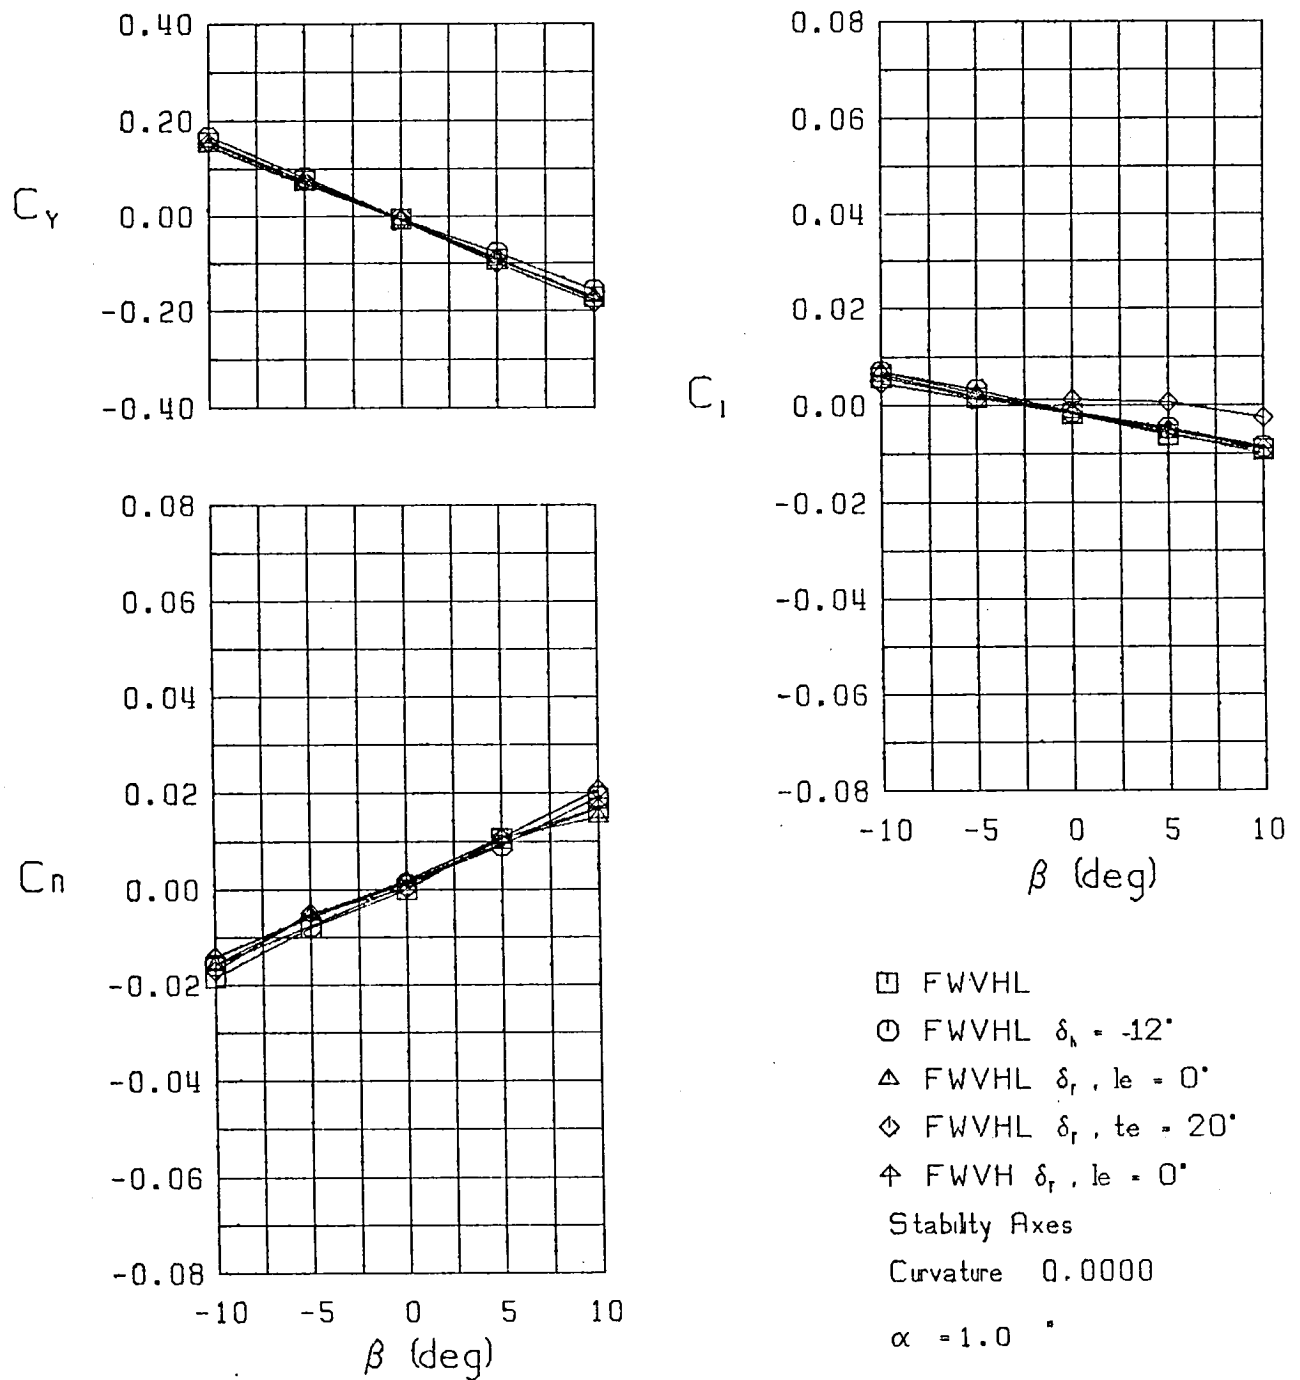 0.40
0.20
0.00
-0.20
-0.40
C_Y
0.08
0.06
0.04
0.02
0.00
-0.02
-0.04
-0.06
-0.08
C_l
-10 -5 0 5 10
β (deg)
0.08
0.06
0.04
0.02
0.00
-0.02
-0.04
-0.06
-0.08
Cn
-10 -5 0 5 10
β (deg)
FWVHL
FWVHL δ_h = -12°
FWVHL δ_r, le = 0°
FWVHL δ_r, te = 20°
FWVH δ_r, le = 0°
Stability Axes
Curvature 0.0000
α = 1.0 °